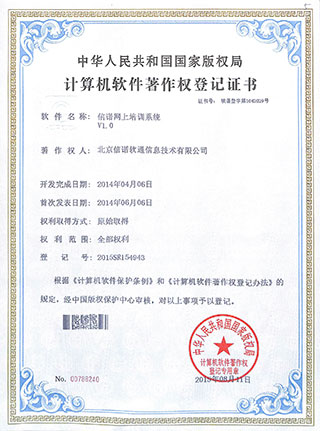 中华人民共和国国家版权局
计算机软件著作权登记证书
证书号：软著登字第1041029号
软件名称：信诺网上培训系统
V1.0
著作权人：北京信诺软通信息技术有限公司
开发完成日期：2014年04月06日
首次发表日期：2014年06月06日
权利取得方式：原始取得
权利范围：全部权利
登记号：2015SR154943
根据《计算机软件保护条例》和《计算机软件著作权登记办法》的
规定，经中国版权保护中心审核，对以上事项予以登记。
中华人民共和国国家版权局
计算机软件著作权
登记专用章
No. 00788240
2015年08月11日